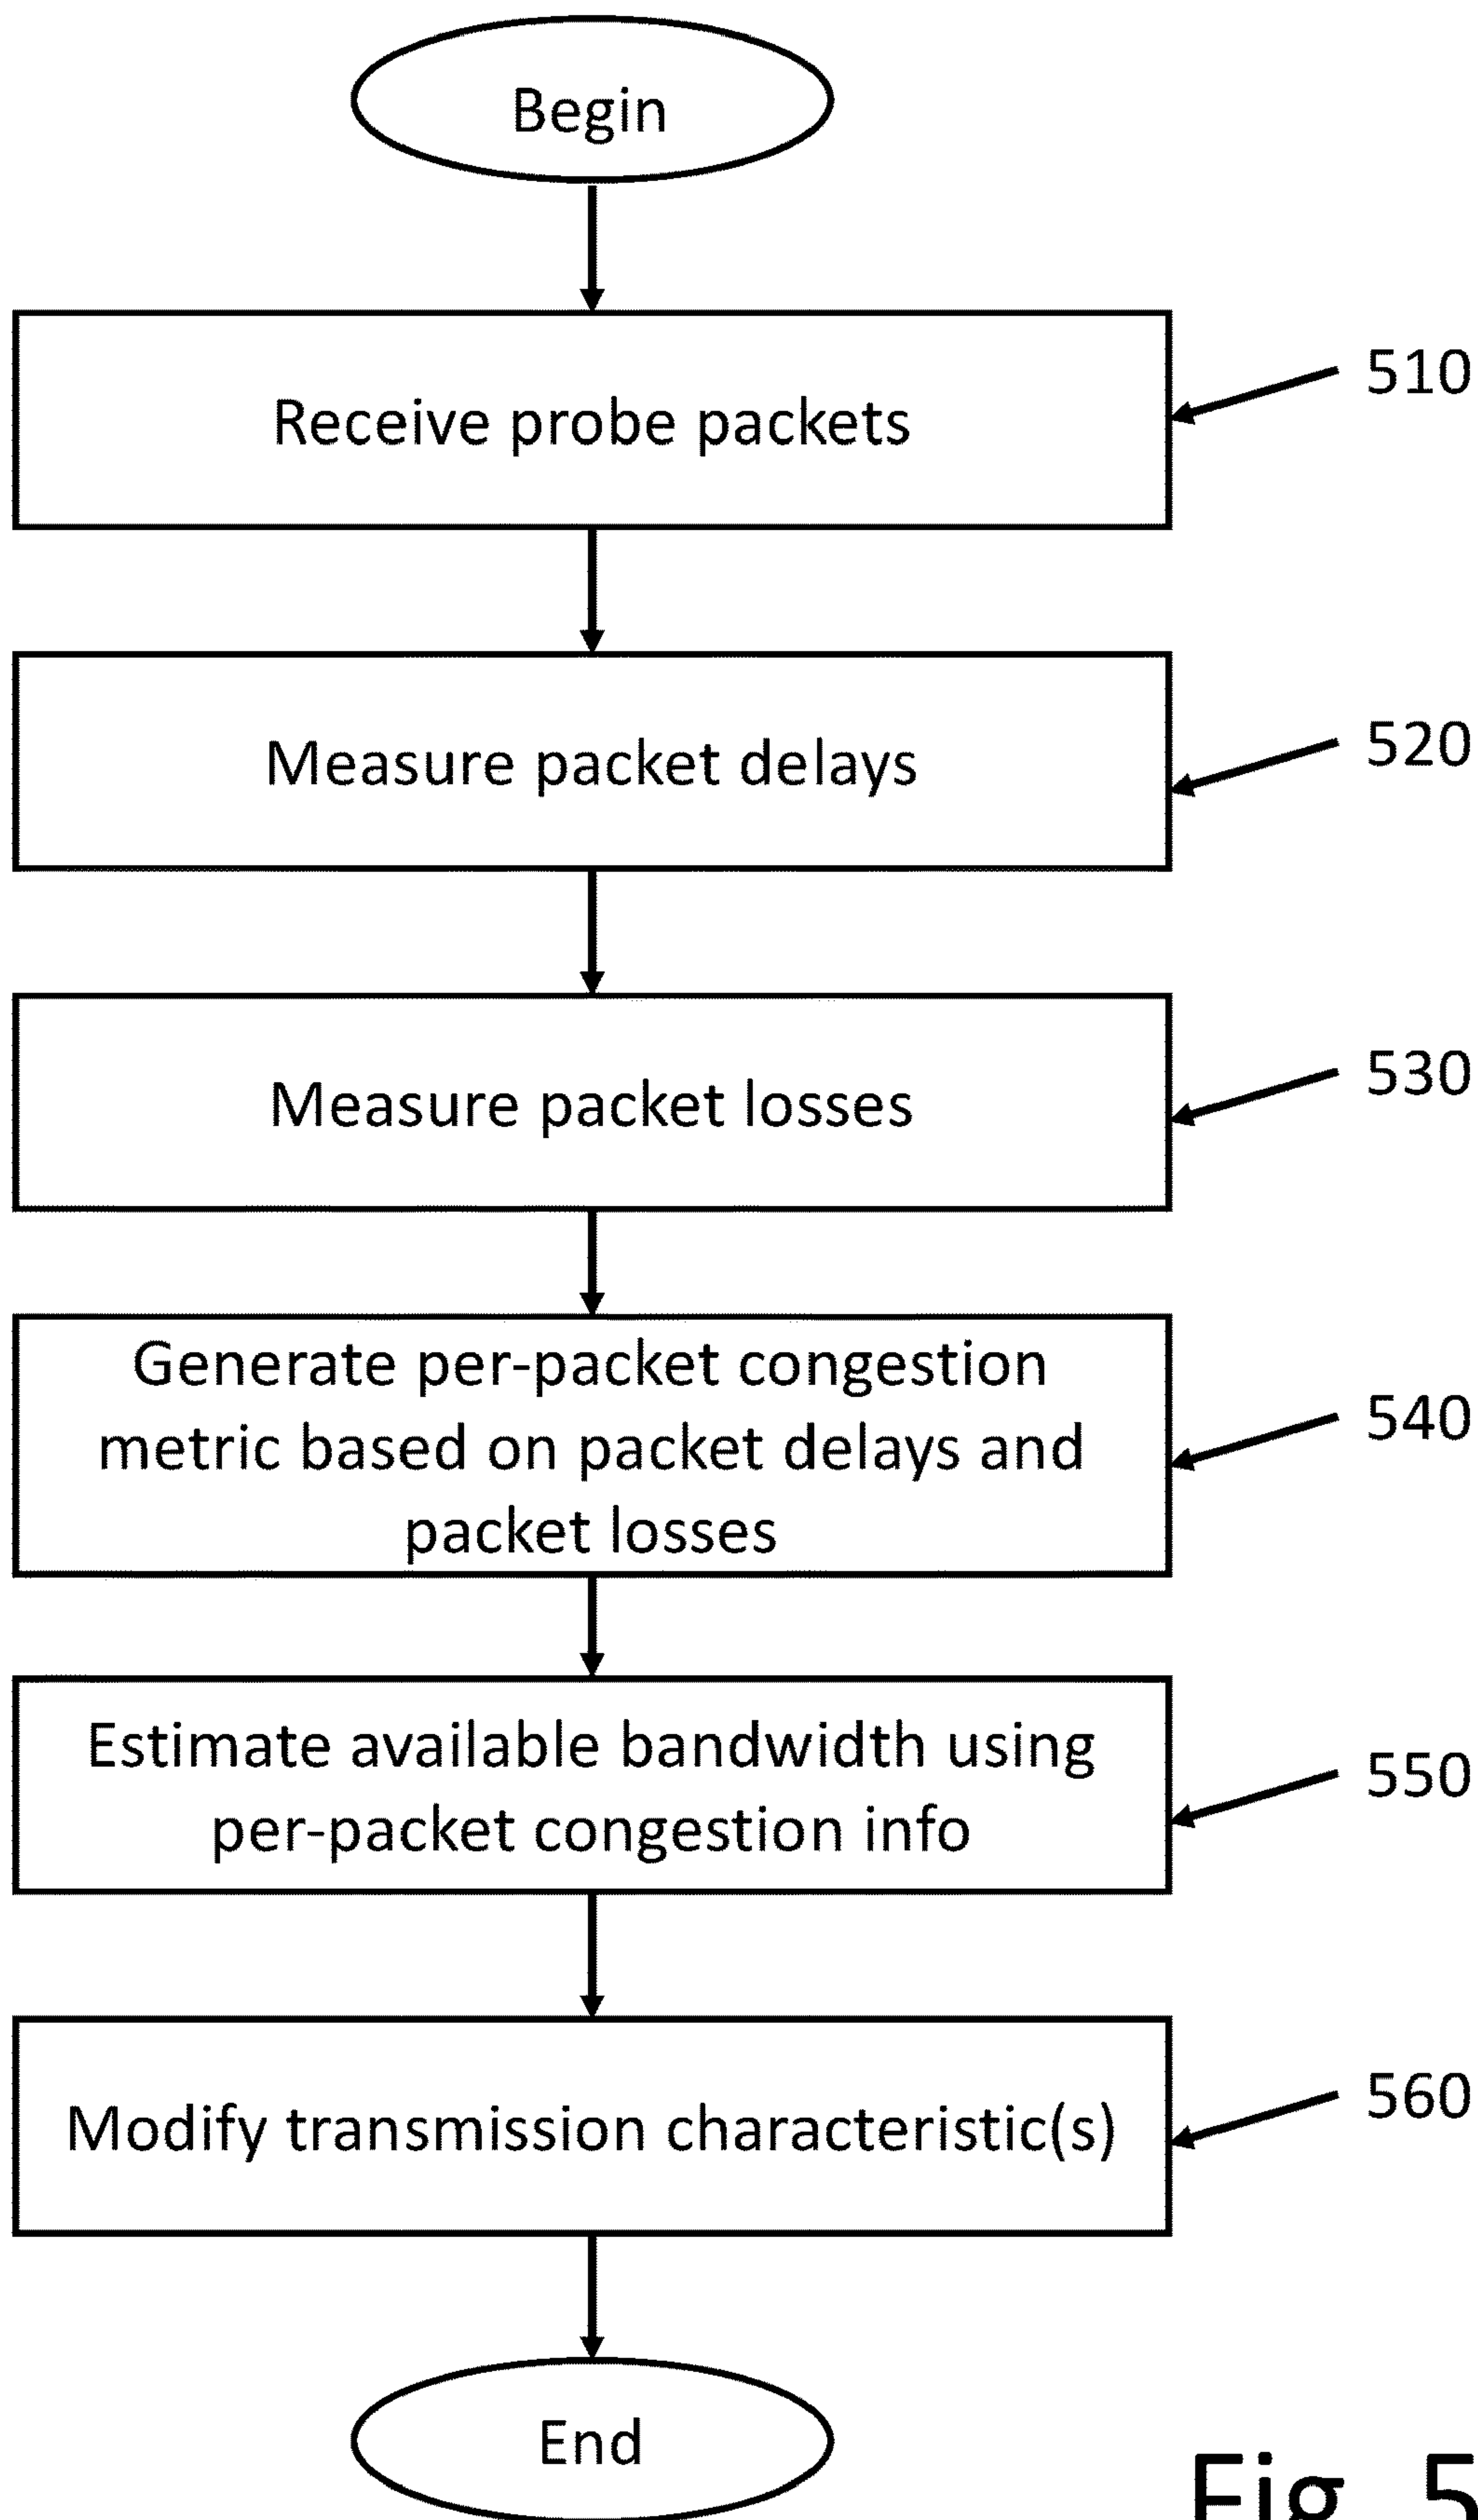 Begin
Receive probe packets
510
Measure packet delays
520
Measure packet losses
530
Generate per-packet congestion
metric based on packet delays and
packet losses
540
Estimate available bandwidth using
per-packet congestion info
550
Modify transmission characteristic(s)
560
End
Fig. 5